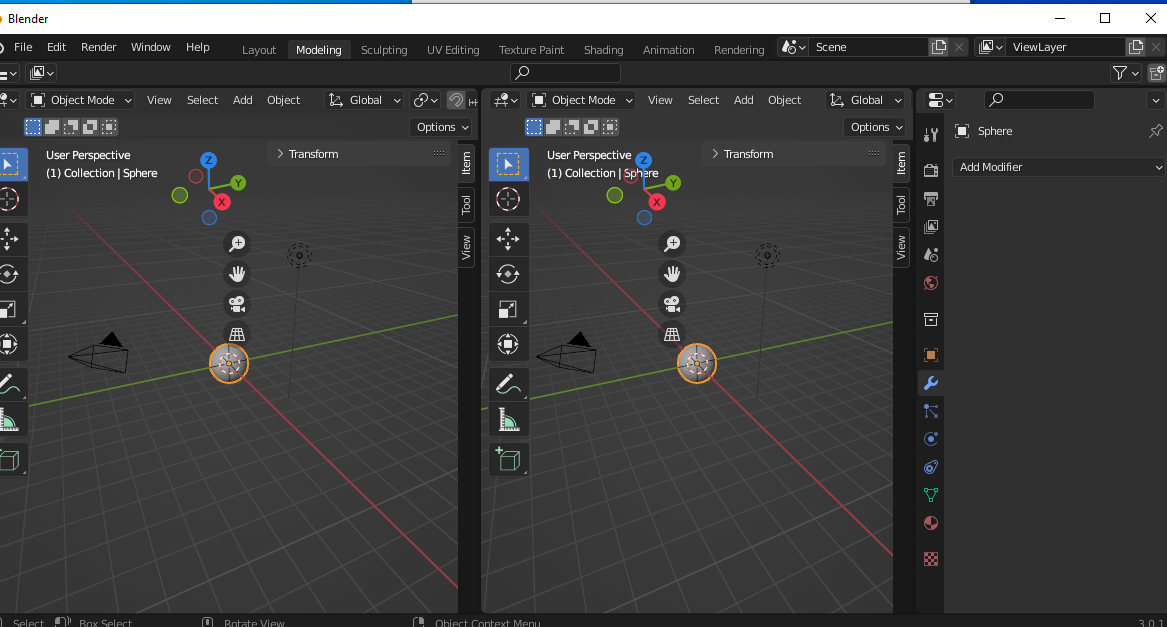 Blender
File Edit Render Window Help Layout Modeling Sculpting UV Editing Texture Paint Shading Animation Rendering Scene ViewLayer
Object Mode View Select Add Object Global Object Mode View Select Add Object Global
Options Options
Sphere
User Perspective Transform Item User Perspective Transform Item
(1) Collection | Sphere (1) Collection | Sphere
Add Modifier
Z Z
Y Y
X X
Tool Tool
View View
Select Box Select Rotate View Object Context Menu 3.0.1